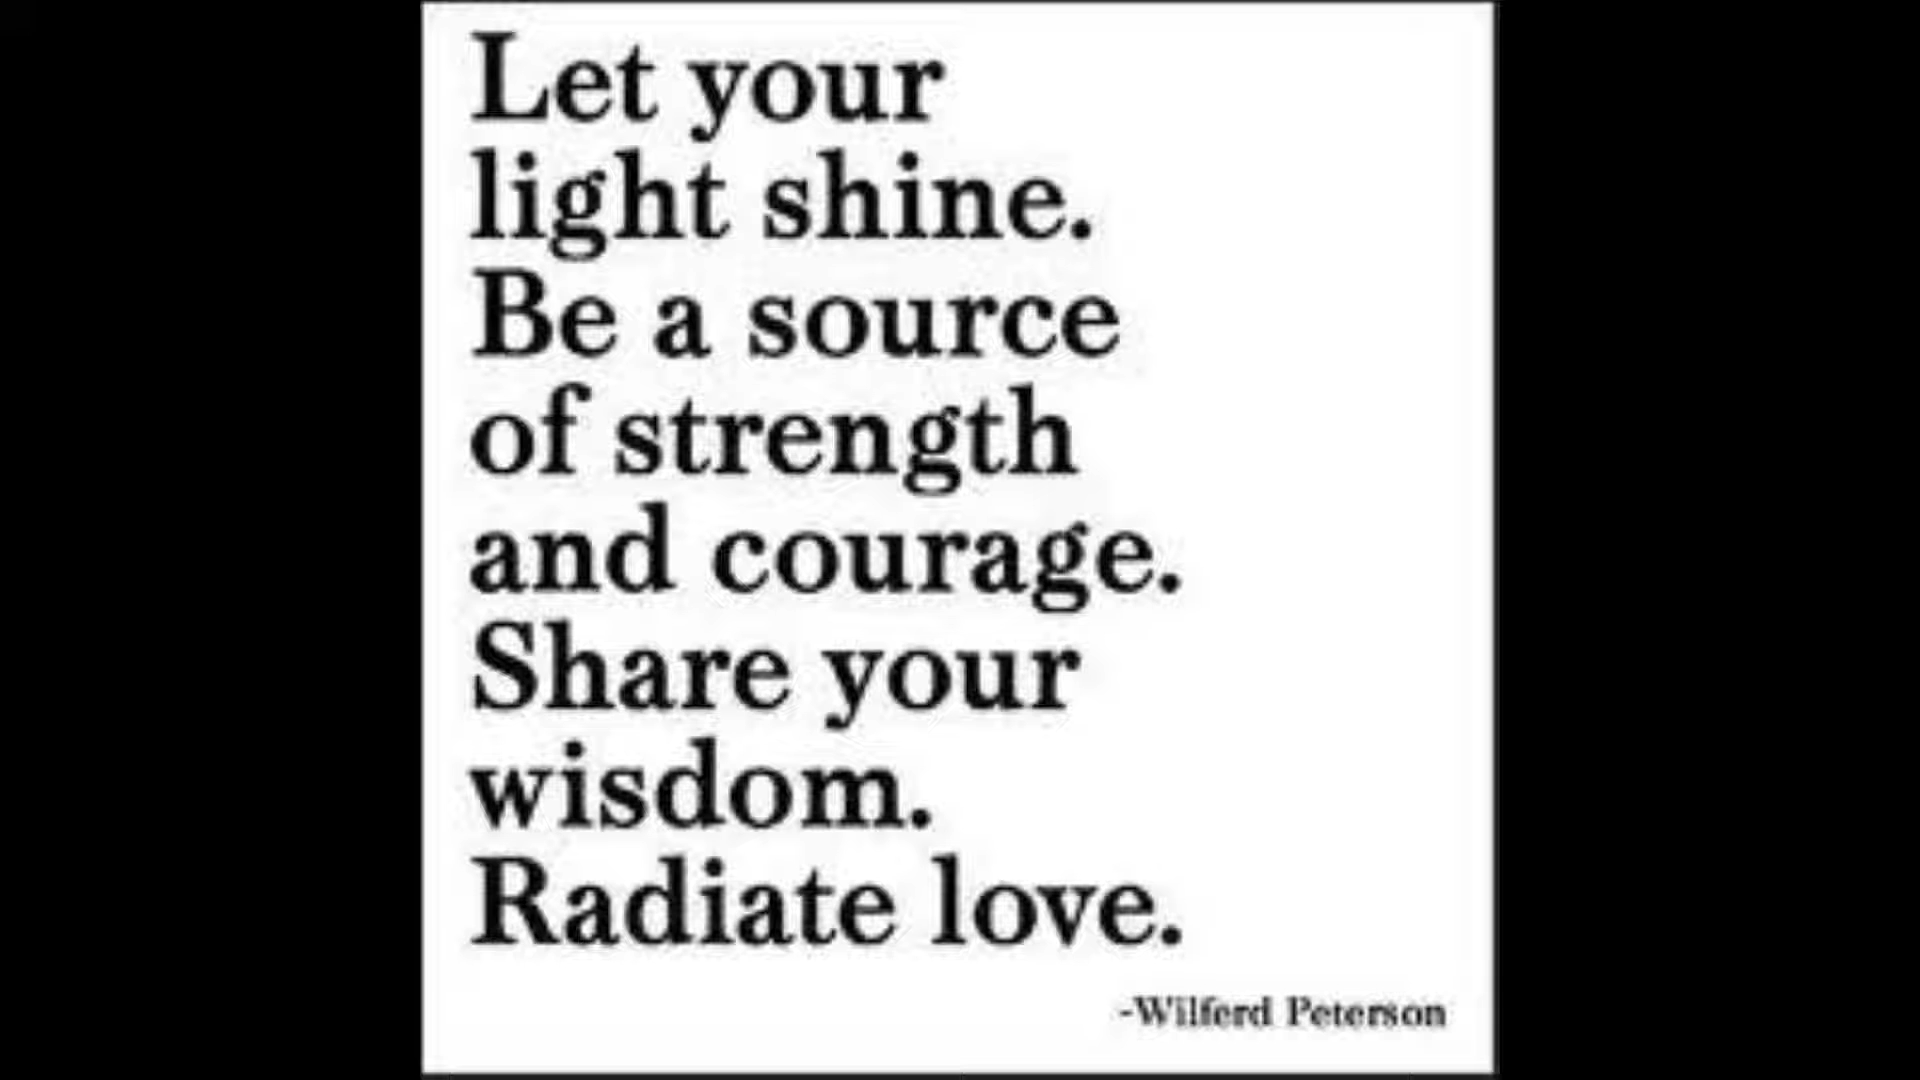 Let your
light shine.
Be a source
of strength
and courage.
Share your
wisdom.
Radiate love.
-Wilferd Peterson